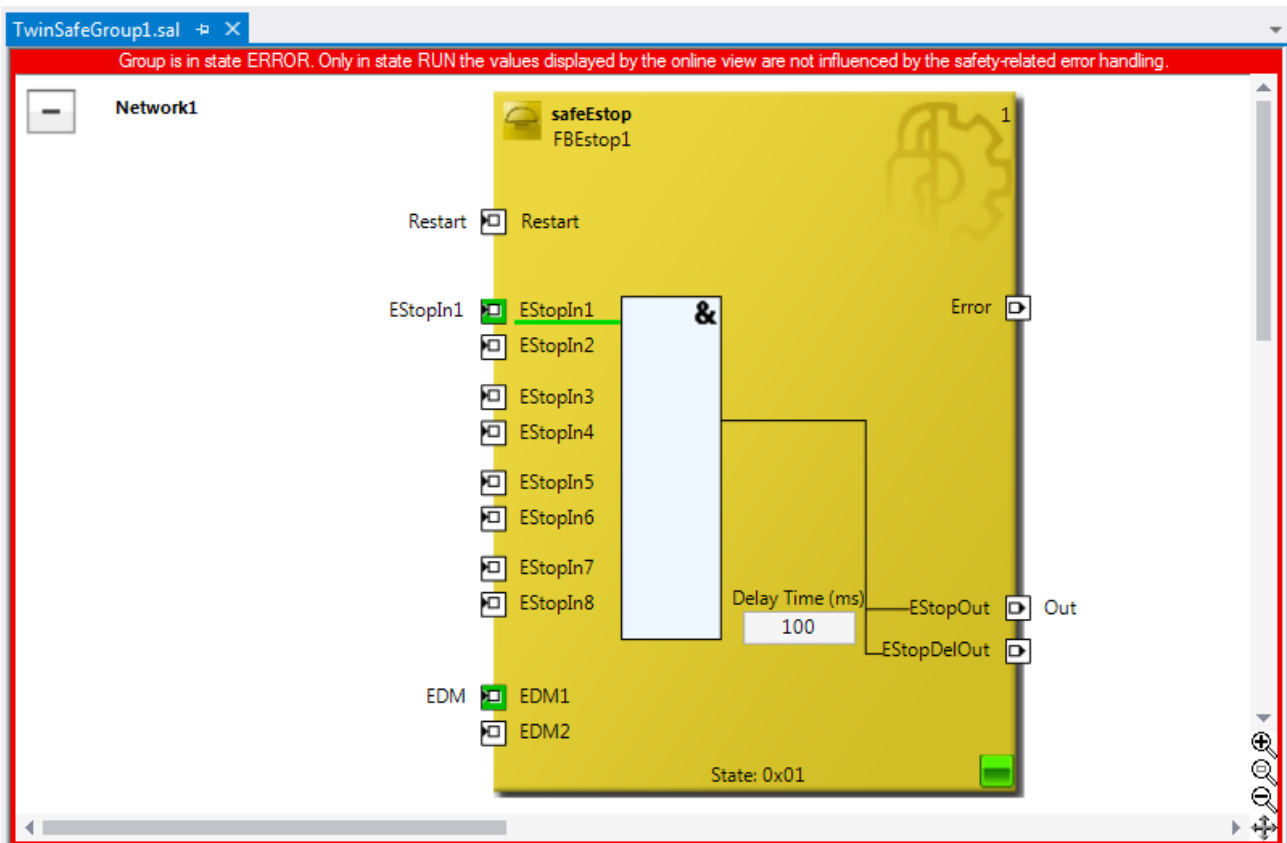 TwinSafeGroup1.sal
Group is in state ERROR. Only in state RUN the values displayed by the online view are not influenced by the safety-related error handling.
Network1
safeEstop
1
FBEstop1
Restart Restart
EStopIn1 EStopIn1
&
Error
EStopIn2
EStopIn3
EStopIn4
EStopIn5
EStopIn6
EStopIn7
EStopIn8
Delay Time (ms)
100
EStopOut Out
EStopDelOut
EDM EDM1
EDM2
State: 0x01